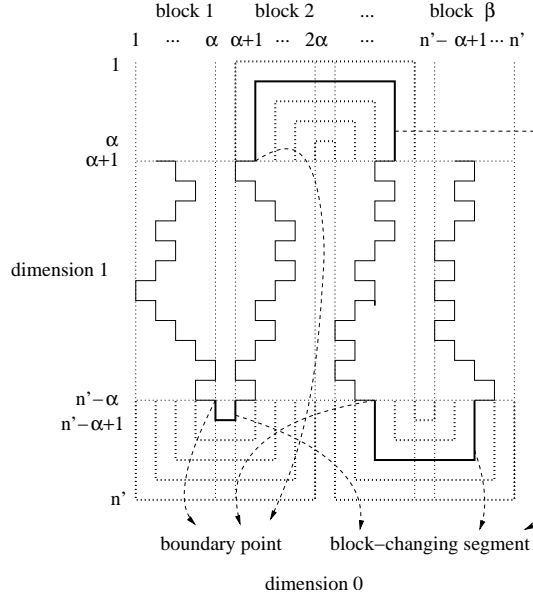 block 1 block 2 ... block β
1 ... α α+1 ... 2α ... n'− α+1 ... n'
1
α
α+1
dimension 1
n'−α
n'−α+1
n'
boundary point block−changing segment
dimension 0